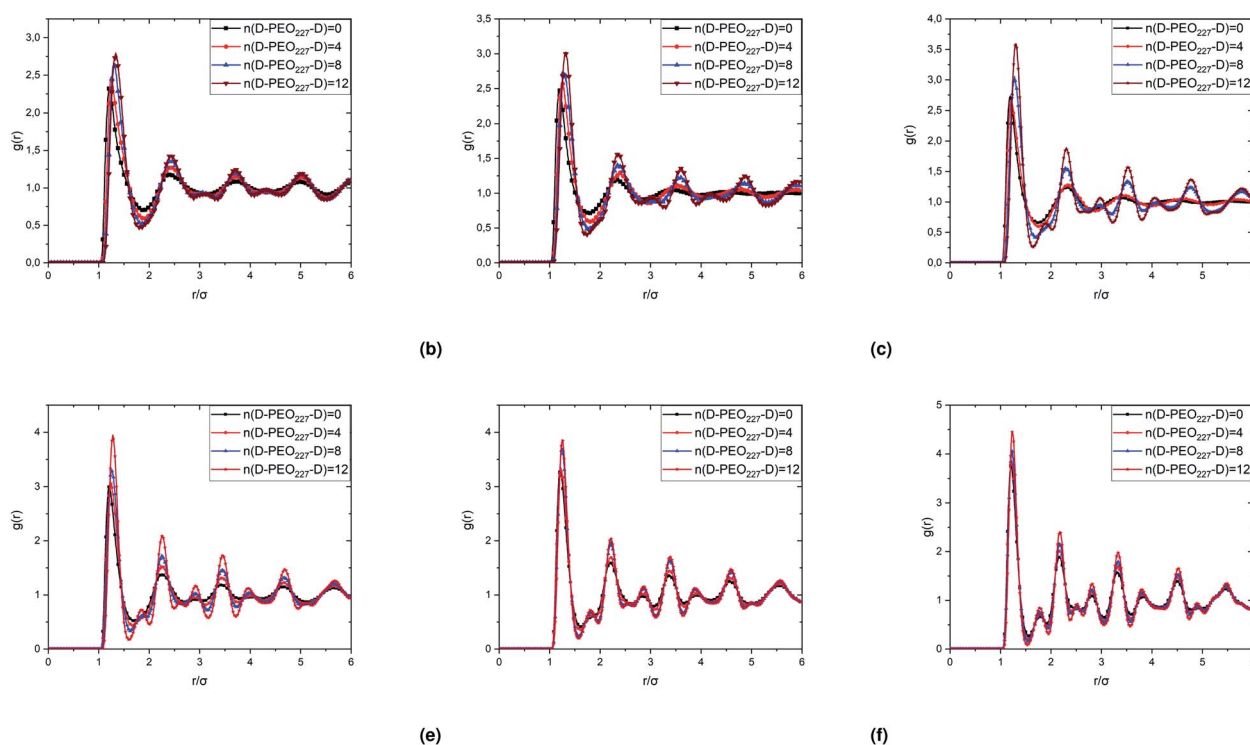 3,0
2,5
2,0
1,5
1,0
0,5
0,0
g(r)
n(D-PEO227-D)=0
n(D-PEO227-D)=4
n(D-PEO227-D)=8
n(D-PEO227-D)=12
0 1 2 3 4 5 6
r/σ
3,5
3,0
2,5
2,0
1,5
1,0
0,5
0,0
g(r)
n(D-PEO227-D)=0
n(D-PEO227-D)=4
n(D-PEO227-D)=8
n(D-PEO227-D)=12
0 1 2 3 4 5 6
r/σ
4,0
3,5
3,0
2,5
2,0
1,5
1,0
0,5
0,0
g(r)
n(D-PEO227-D)=0
n(D-PEO227-D)=4
n(D-PEO227-D)=8
n(D-PEO227-D)=12
0 1 2 3 4 5
r/σ
(b)
(c)
4
3
2
1
0
g(r)
n(D-PEO227-D)=0
n(D-PEO227-D)=4
n(D-PEO227-D)=8
n(D-PEO227-D)=12
0 1 2 3 4 5 6
r/σ
4
3
2
1
0
g(r)
n(D-PEO227-D)=0
n(D-PEO227-D)=4
n(D-PEO227-D)=8
n(D-PEO227-D)=12
0 1 2 3 4 5 6
r/σ
5
4
3
2
1
0
g(r)
n(D-PEO227-D)=0
n(D-PEO227-D)=4
n(D-PEO227-D)=8
n(D-PEO227-D)=12
0 1 2 3 4 5
r/σ
(e)
(f)